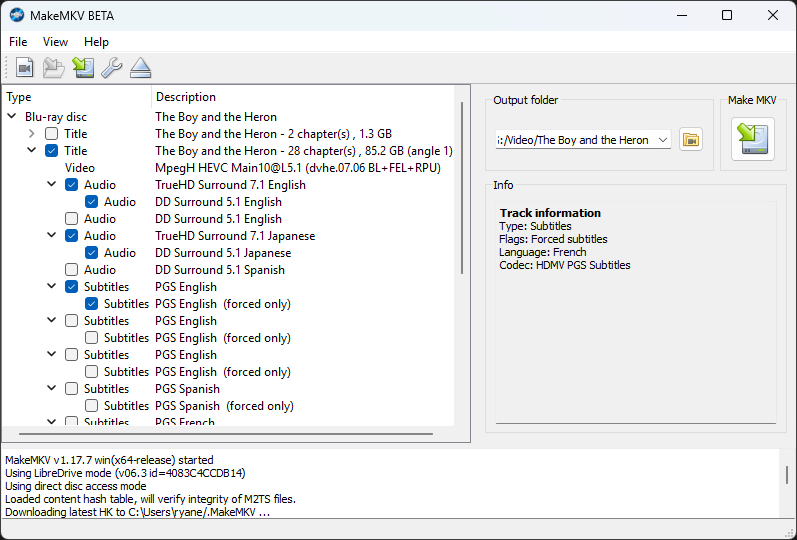 MakeMKV BETA
File View Help
Type Description
Blu-ray disc The Boy and the Heron
Title The Boy and the Heron - 2 chapter(s) , 1.3 GB
Title The Boy and the Heron - 28 chapter(s) , 85.2 GB (angle 1)
Video MpegH HEVC Main10@L5.1 (dvhe.07.06 BL+FEL+RPU)
Audio TrueHD Surround 7.1 English
Audio DD Surround 5.1 English
Audio DD Surround 5.1 English
Audio TrueHD Surround 7.1 Japanese
Audio DD Surround 5.1 Japanese
Audio DD Surround 5.1 Spanish
Subtitles PGS English
Subtitles PGS English (forced only)
Subtitles PGS English
Subtitles PGS English (forced only)
Subtitles PGS English
Subtitles PGS English (forced only)
Subtitles PGS Spanish
Subtitles PGS Spanish (forced only)
Subtitles PGS French
Output folder
:/Video/The Boy and the Heron
Make MKV
Info
Track information
Type: Subtitles
Flags: Forced subtitles
Language: French
Codec: HDMV PGS Subtitles
MakeMKV v1.17.7 win(x64-release) started
Using LibreDrive mode (v06.3 id=4083C4CCDB14)
Using direct disc access mode
Loaded content hash table, will verify integrity of M2TS files.
Downloading latest HK to C:\Users\ryane/.MakeMKV ...